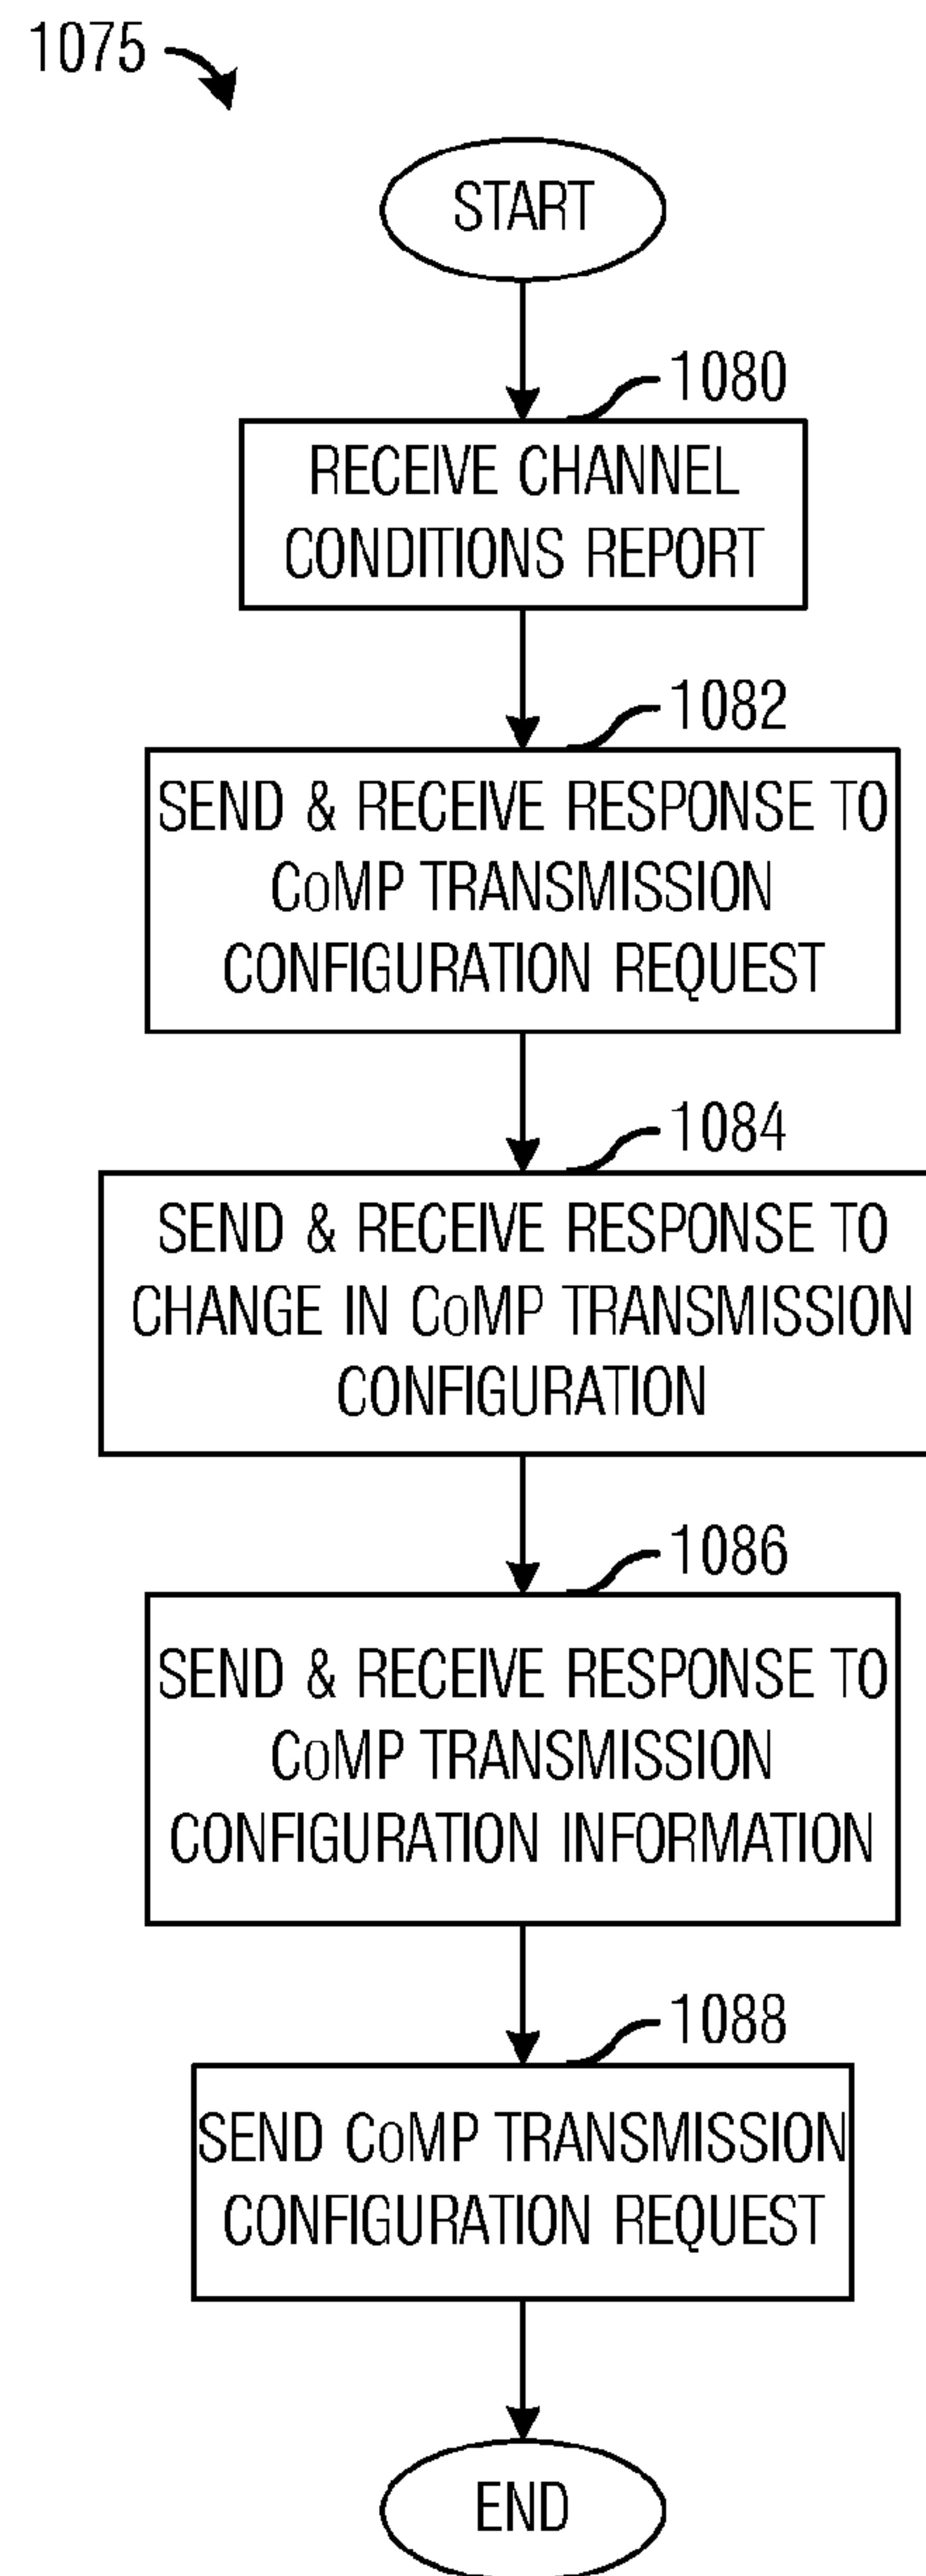 1075
START
1080
RECEIVE CHANNEL
CONDITIONS REPORT
1082
SEND & RECEIVE RESPONSE TO
CoMP TRANSMISSION
CONFIGURATION REQUEST
1084
SEND & RECEIVE RESPONSE TO
CHANGE IN CoMP TRANSMISSION
CONFIGURATION
1086
SEND & RECEIVE RESPONSE TO
CoMP TRANSMISSION
CONFIGURATION INFORMATION
1088
SEND CoMP TRANSMISSION
CONFIGURATION REQUEST
END